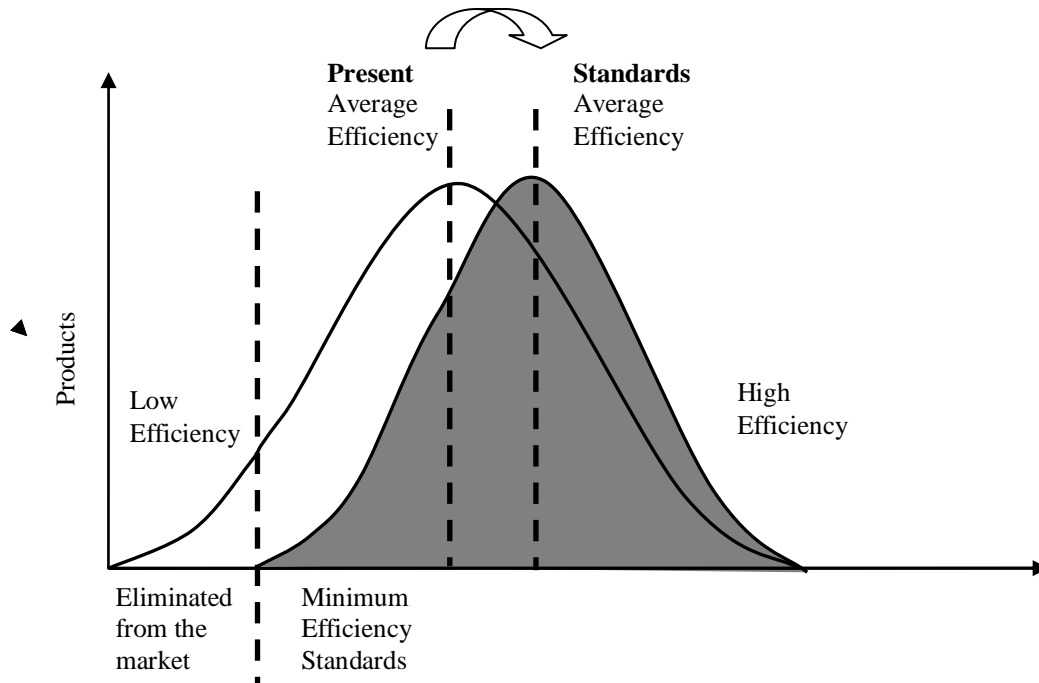 Present
Average
Efficiency
Standards
Average
Efficiency
Products
Low
Efficiency
High
Efficiency
Eliminated
from the
market
Minimum
Efficiency
Standards